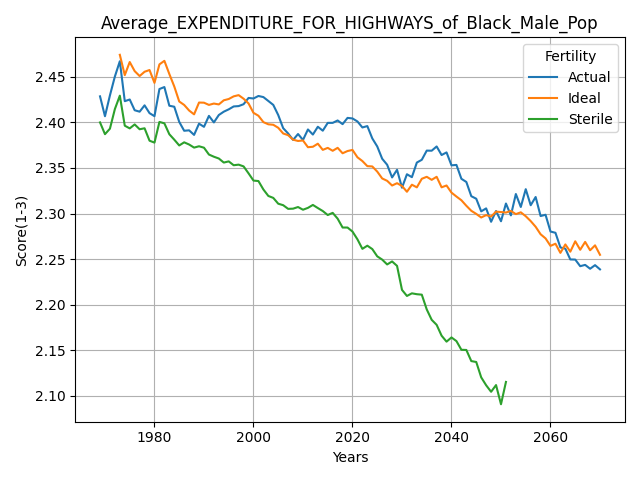 Average_EXPENDITURE_FOR_HIGHWAYS_of_Black_Male_Pop
Fertility
Actual
Ideal
Sterile
2.45
2.40
2.35
2.30
2.25
2.20
2.15
2.10
Score(1-3)
1980 2000 2020 2040 2060
Years